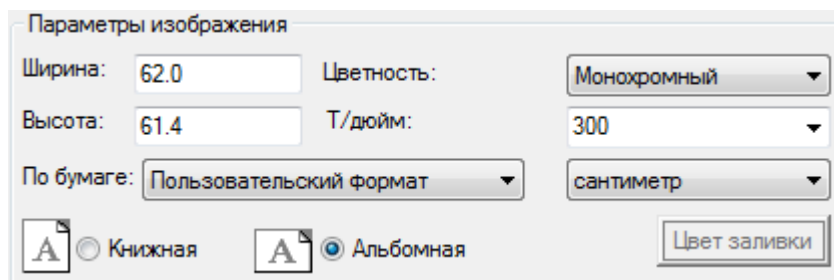 Параметры изображения
Ширина: 62.0 Цветность: Монохромный
Высота: 61.4 Т/дюйм: 300
По бумаге: Пользовательский формат сантиметр
A Книжная A Альбомная Цвет заливки